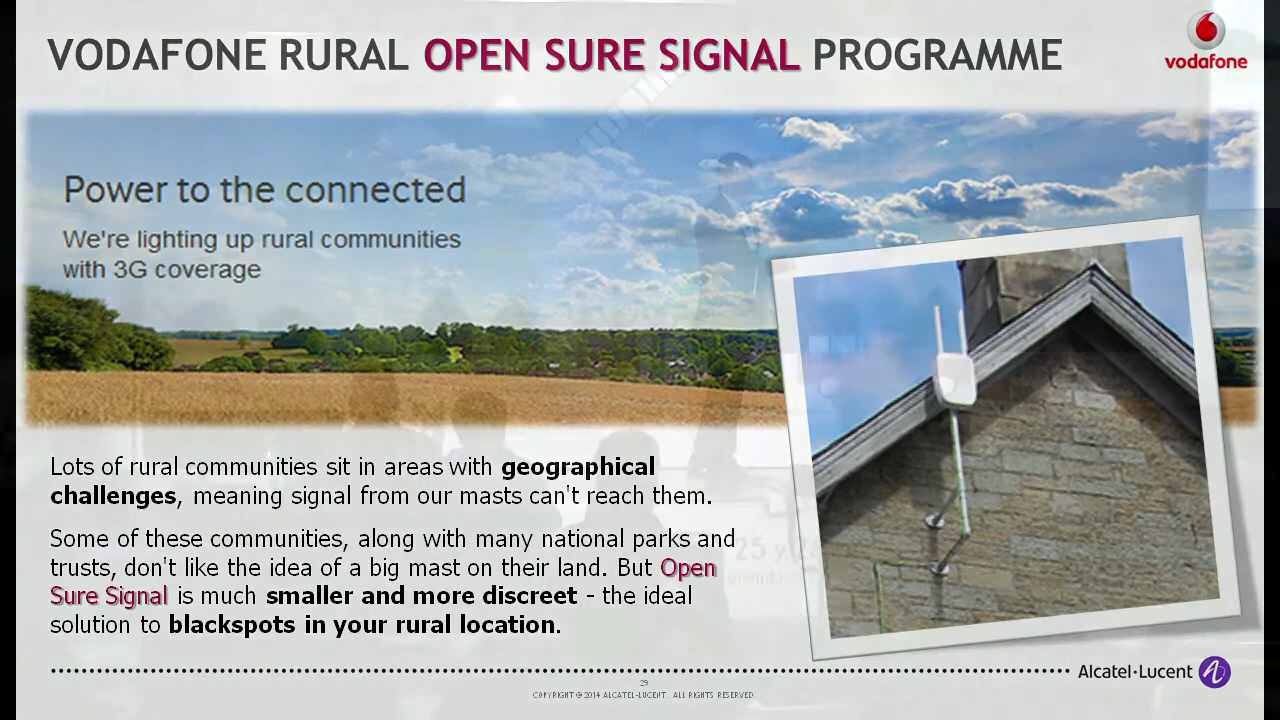 VODAFONE RURAL OPEN SURE SIGNAL PROGRAMME
vodafone
Power to the connected
We're lighting up rural communities
with 3G coverage
Lots of rural communities sit in areas with geographical
challenges, meaning signal from our masts can't reach them.
Some of these communities, along with many national parks and
trusts, don't like the idea of a big mast on their land. But Open
Sure Signal is much smaller and more discreet - the ideal
solution to blackspots in your rural location.
Alcatel·Lucent
29
COPYRIGHT © 2014 ALCATEL-LUCENT. ALL RIGHTS RESERVED.